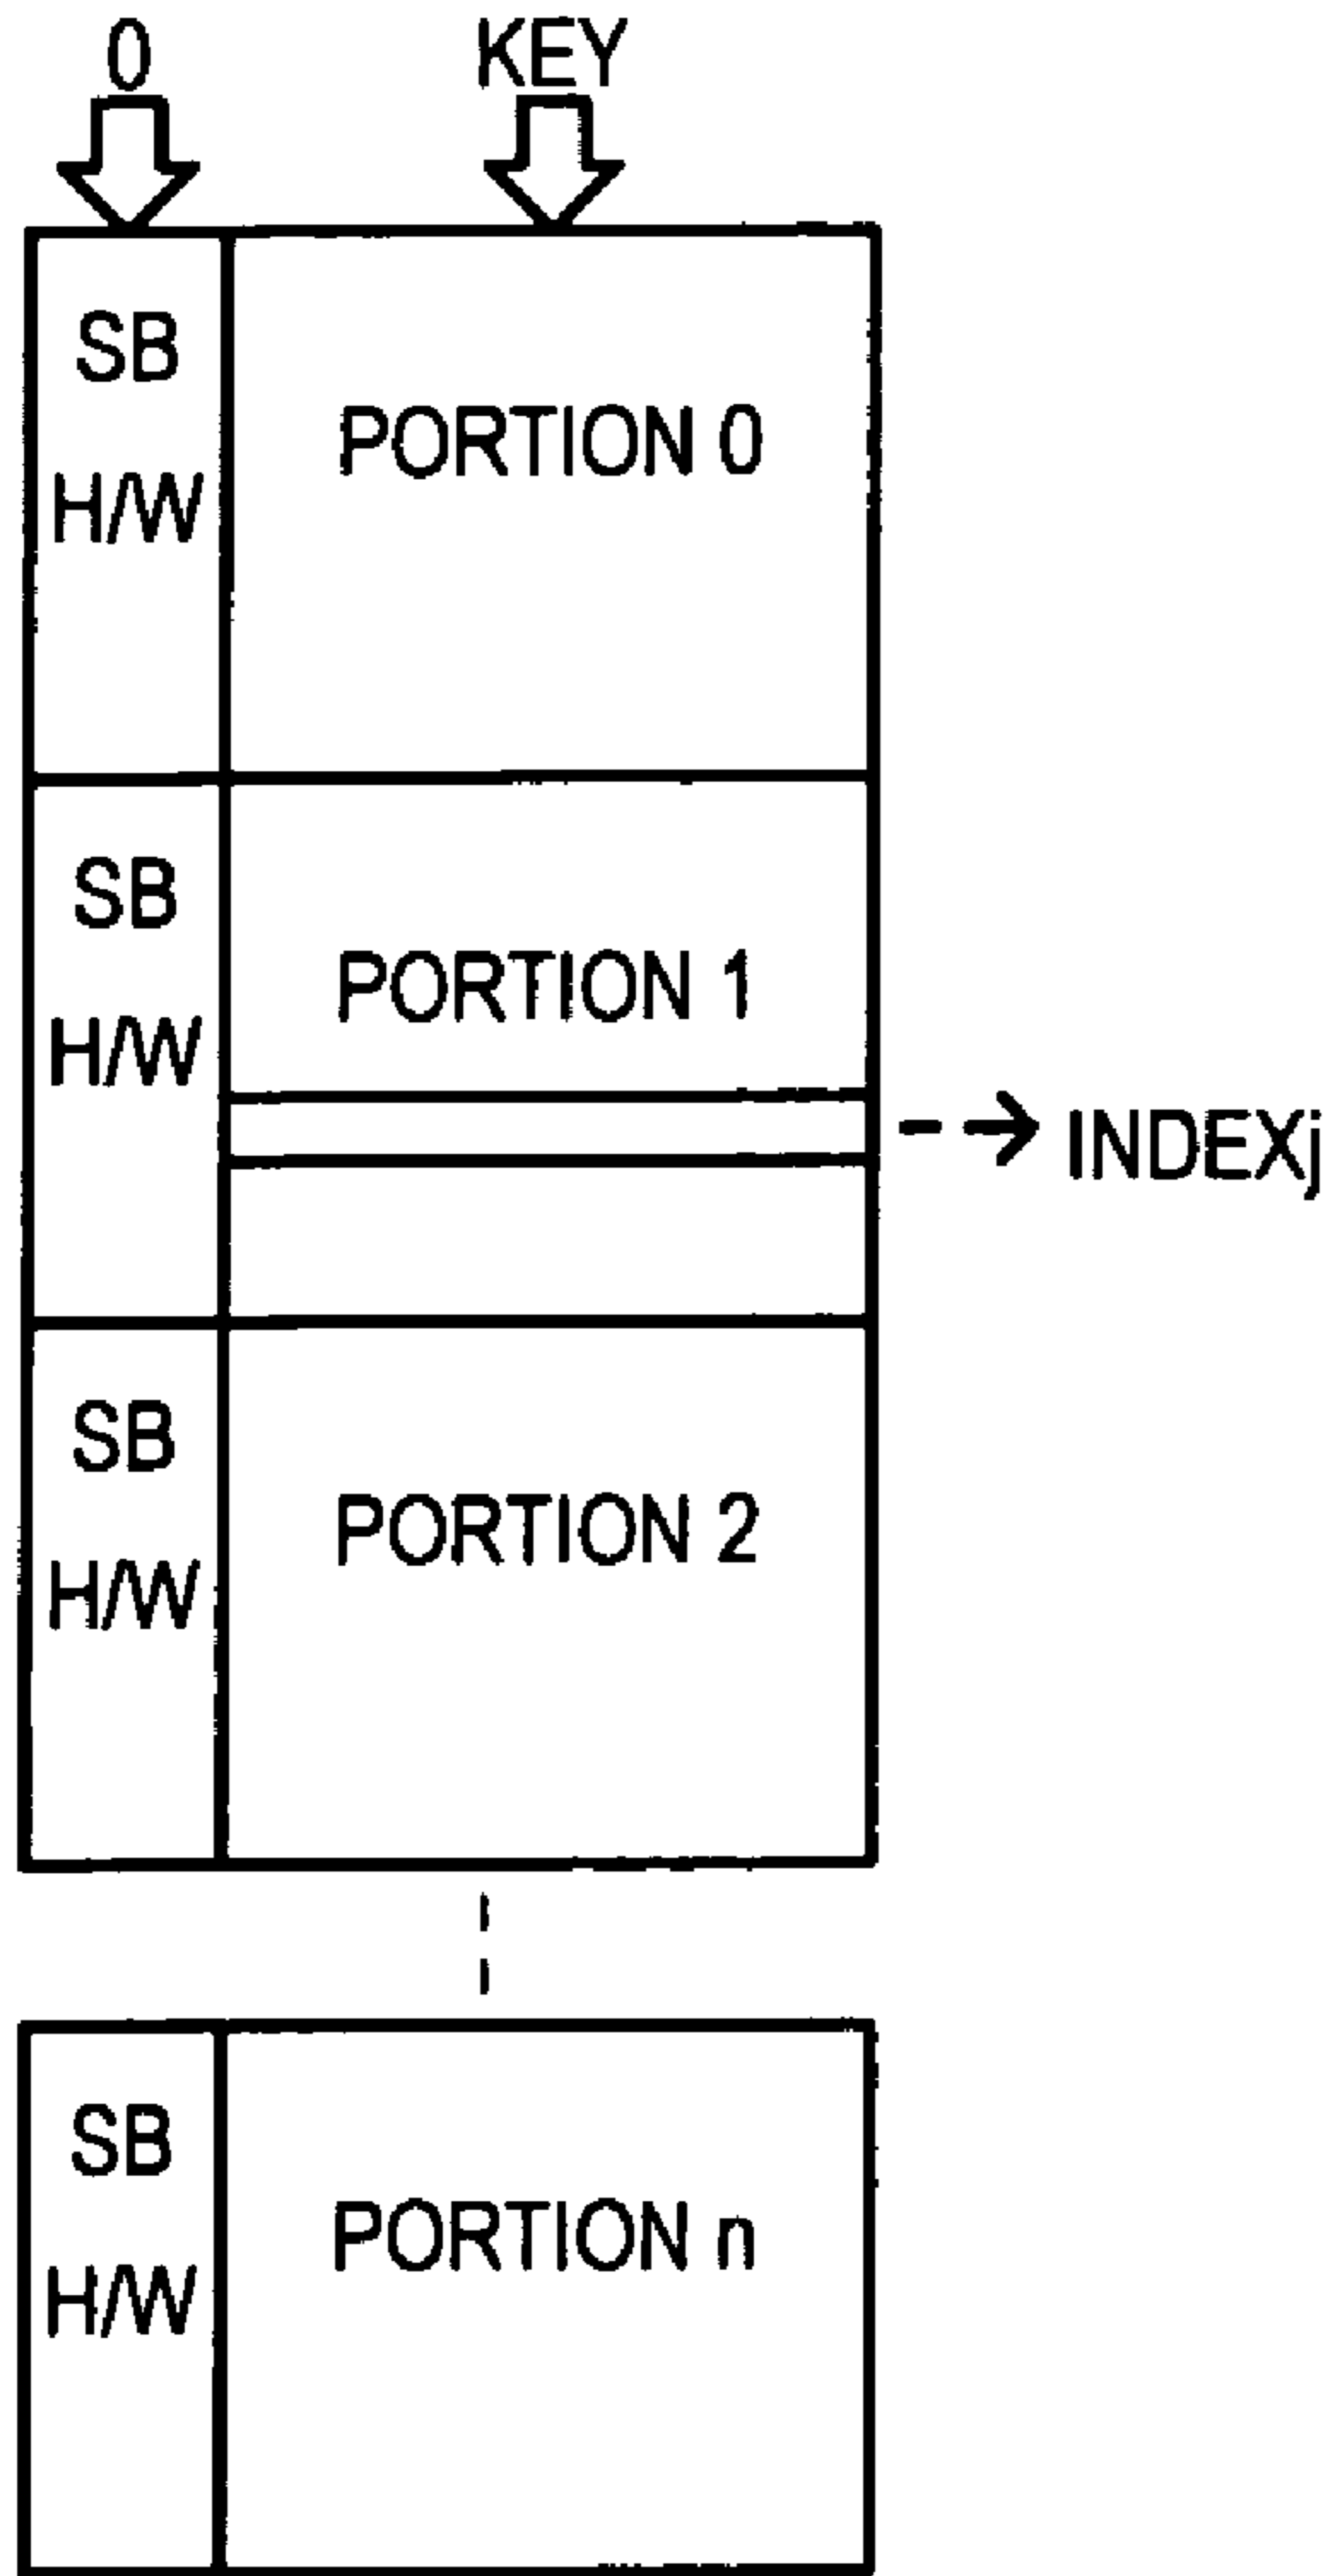 0 KEY
SB
PORTION 0
H/W
SB
PORTION 1
H/W
INDEXj
SB
PORTION 2
H/W
SB
PORTION n
H/W